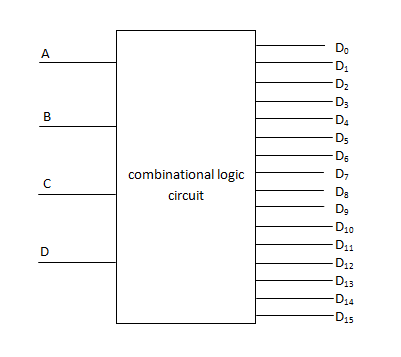 A
B
C
D
combinational logic
circuit
D₀
D₁
D₂
D₃
D₄
D₅
D₆
D₇
D₈
D₉
D₁₀
D₁₁
D₁₂
D₁₃
D₁₄
D₁₅